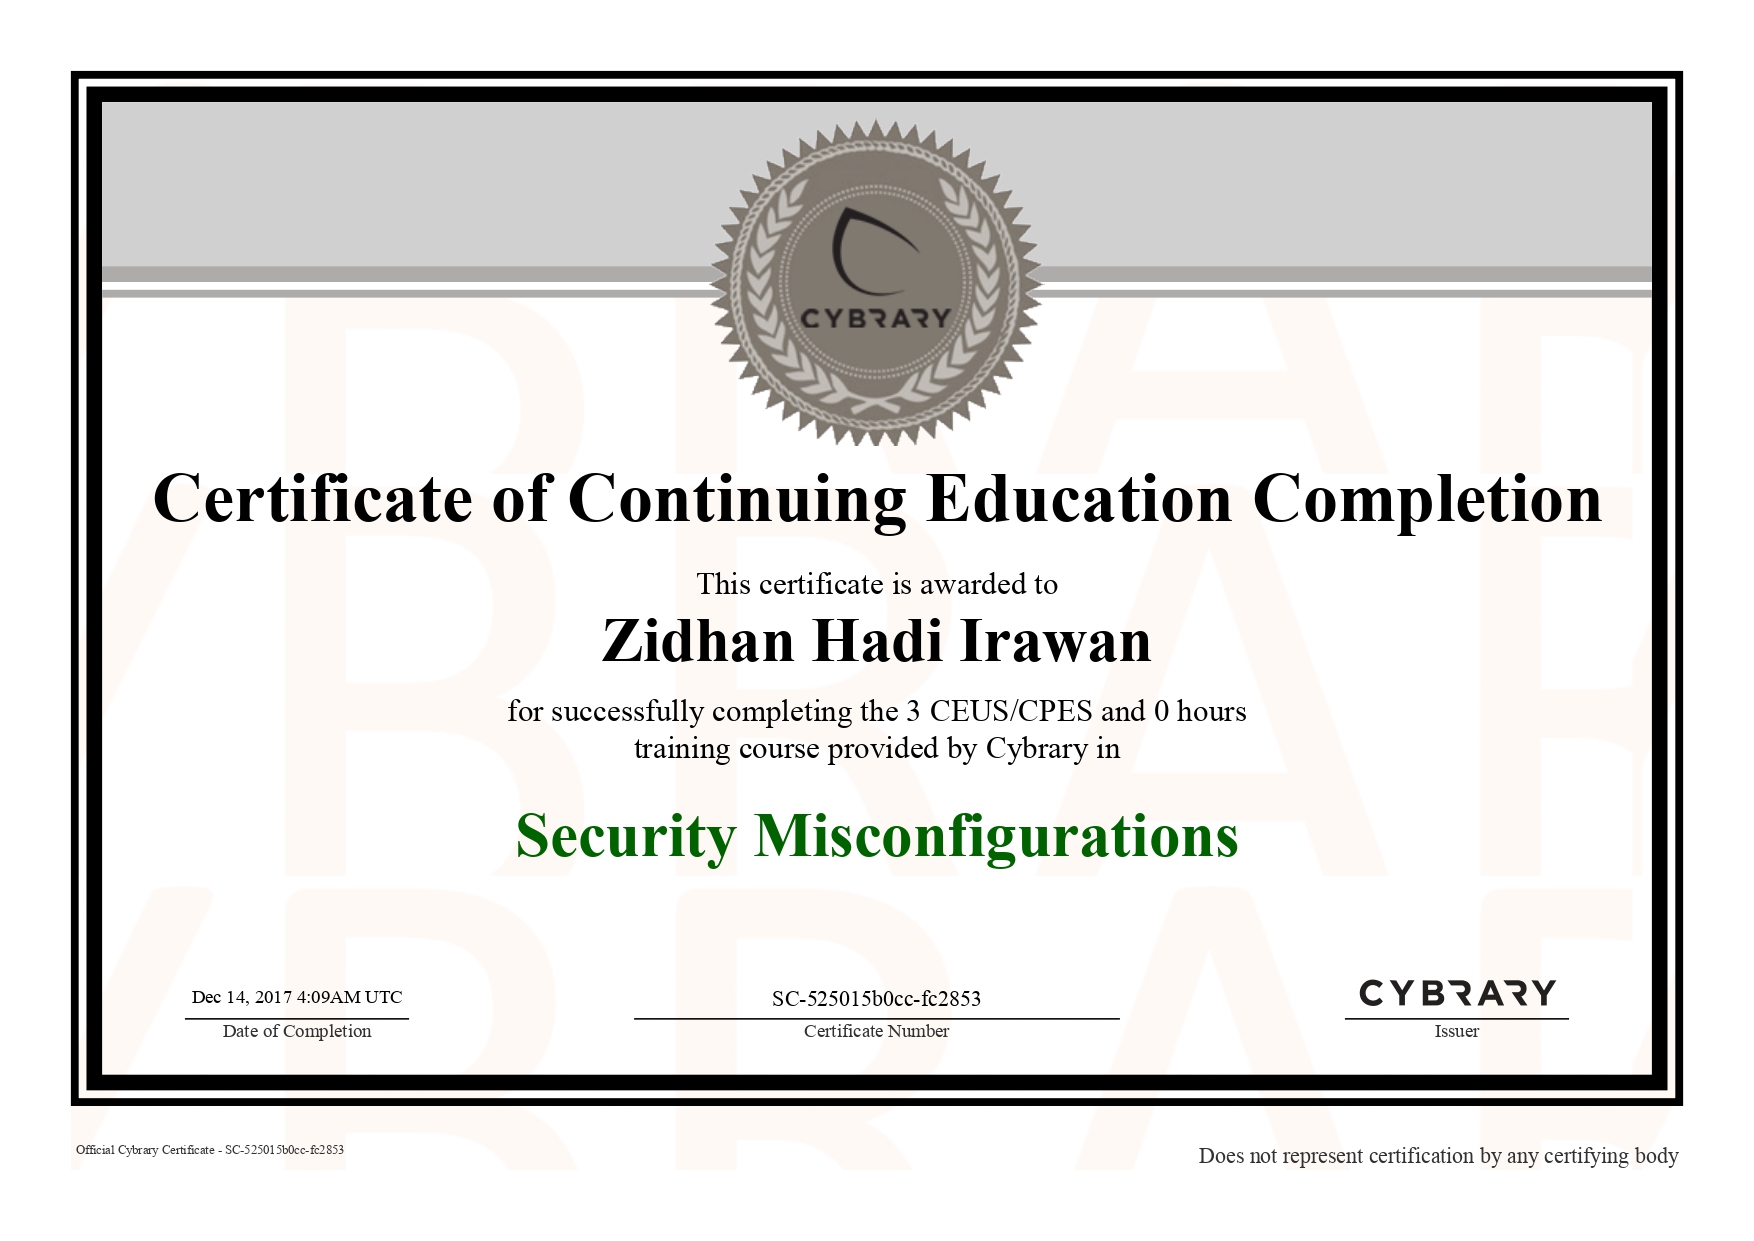 CYBRARY
Certificate of Continuing Education Completion
This certificate is awarded to
Zidhan Hadi Irawan
for successfully completing the 3 CEUS/CPES and 0 hours
training course provided by Cybrary in
Security Misconfigurations
Dec 14, 2017 4:09AM UTC
Date of Completion
SC-525015b0cc-fc2853
Certificate Number
CYBRARY
Issuer
Official Cybrary Certificate - SC-525015b0cc-fc2853
Does not represent certification by any certifying body